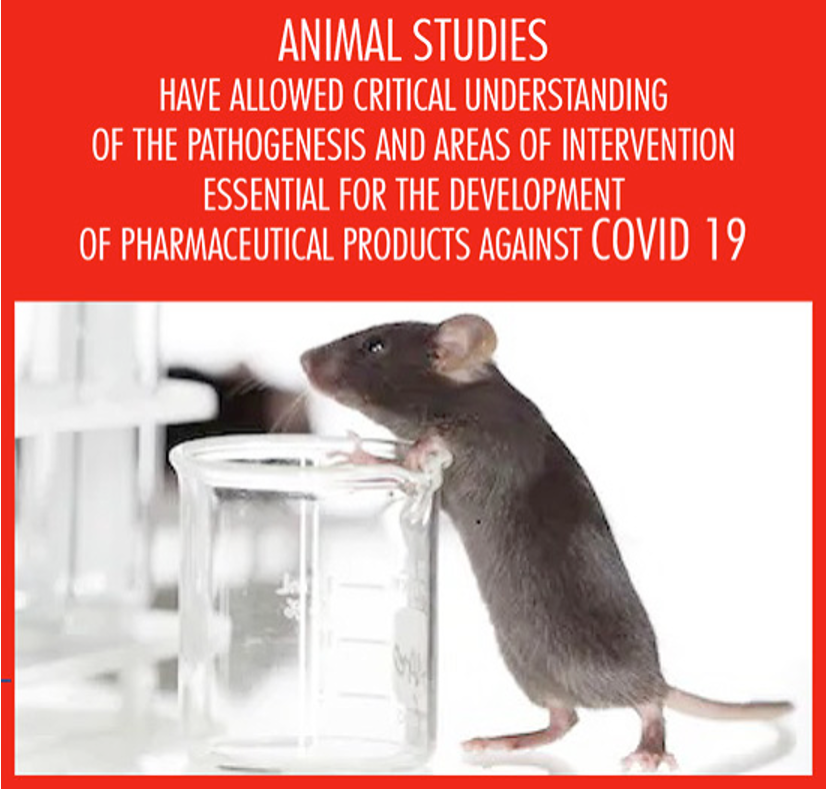 ANIMAL STUDIES
HAVE ALLOWED CRITICAL UNDERSTANDING
OF THE PATHOGENESIS AND AREAS OF INTERVENTION
ESSENTIAL FOR THE DEVELOPMENT
OF PHARMACEUTICAL PRODUCTS AGAINST COVID 19